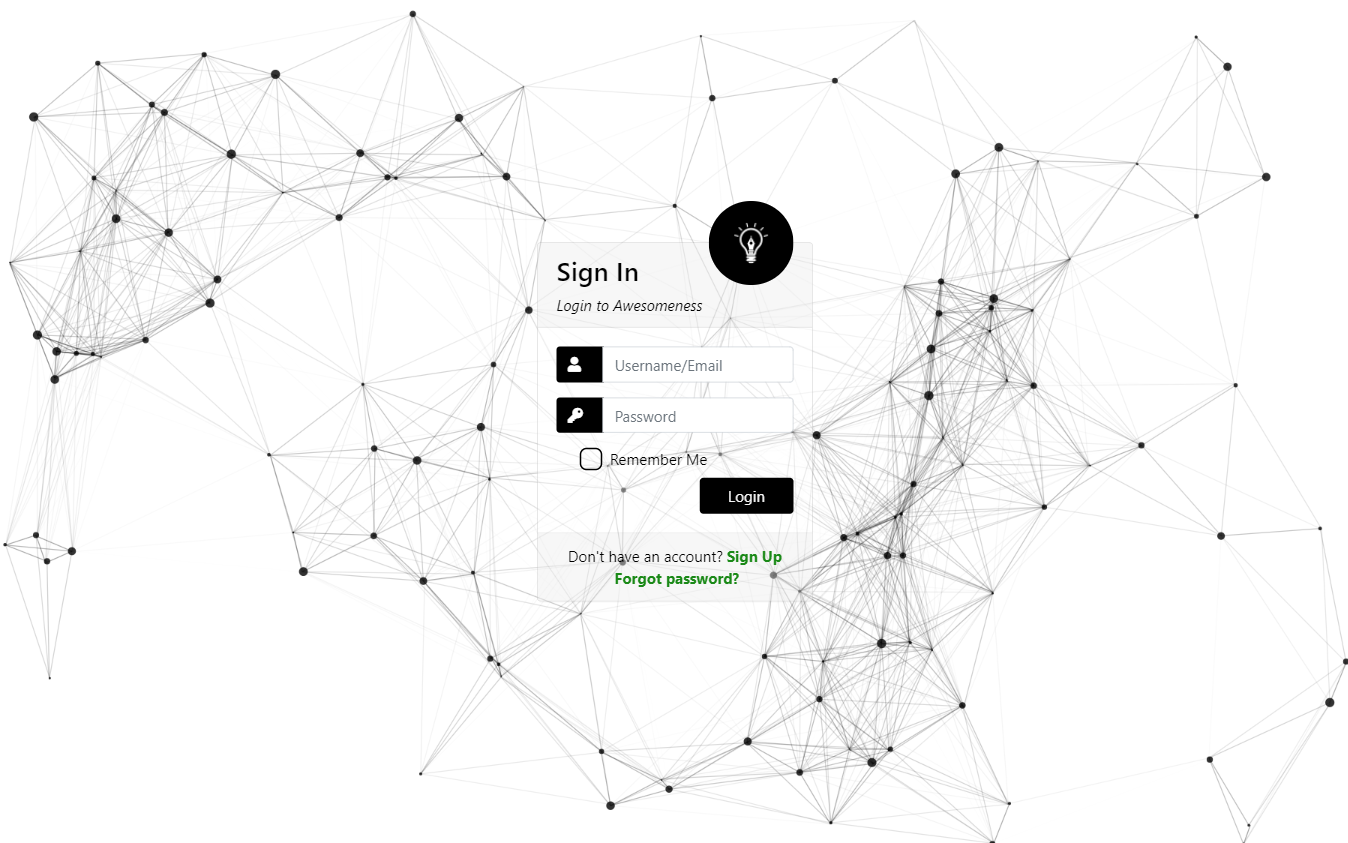 Sign In
Login to Awesomeness
Username/Email
Password
Remember Me
Login
Don't have an account? Sign Up
Forgot password?